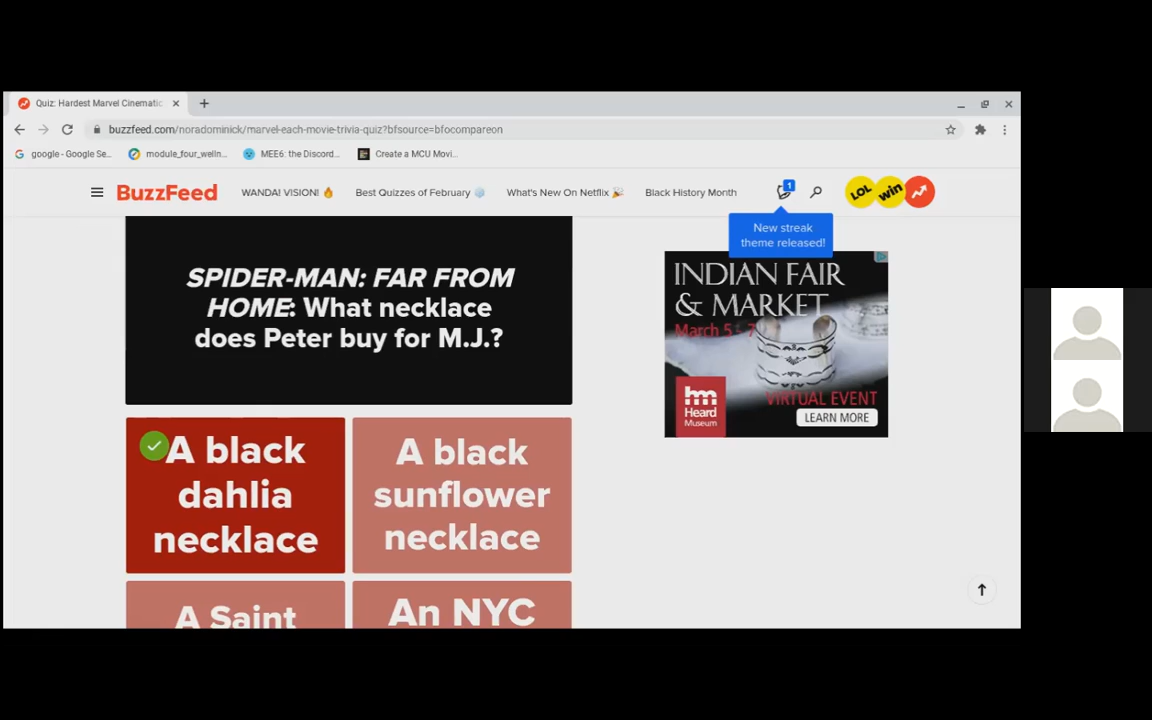 Quiz: Hardest Marvel Cinematic
buzzfeed.com/noradominick/marvel-each-movie-trivia-quiz?bfsource=bfocompareon
google - Google Se...
module_four_welln...
MEE6: the Discord...
Create a MCU Movi...
BuzzFeed
WANDA! VISION! 🔥
Best Quizzes of February
What's New On Netflix 🎉
Black History Month
1
LOL
win
New streak
theme released!
SPIDER-MAN: FAR FROM
HOME: What necklace
does Peter buy for M.J.?
INDIAN FAIR
& MARKET
March 5 - 7
hm
Heard
Museum
VIRTUAL EVENT
LEARN MORE
A black
dahlia
necklace
A black
sunflower
necklace
A Saint
An NYC